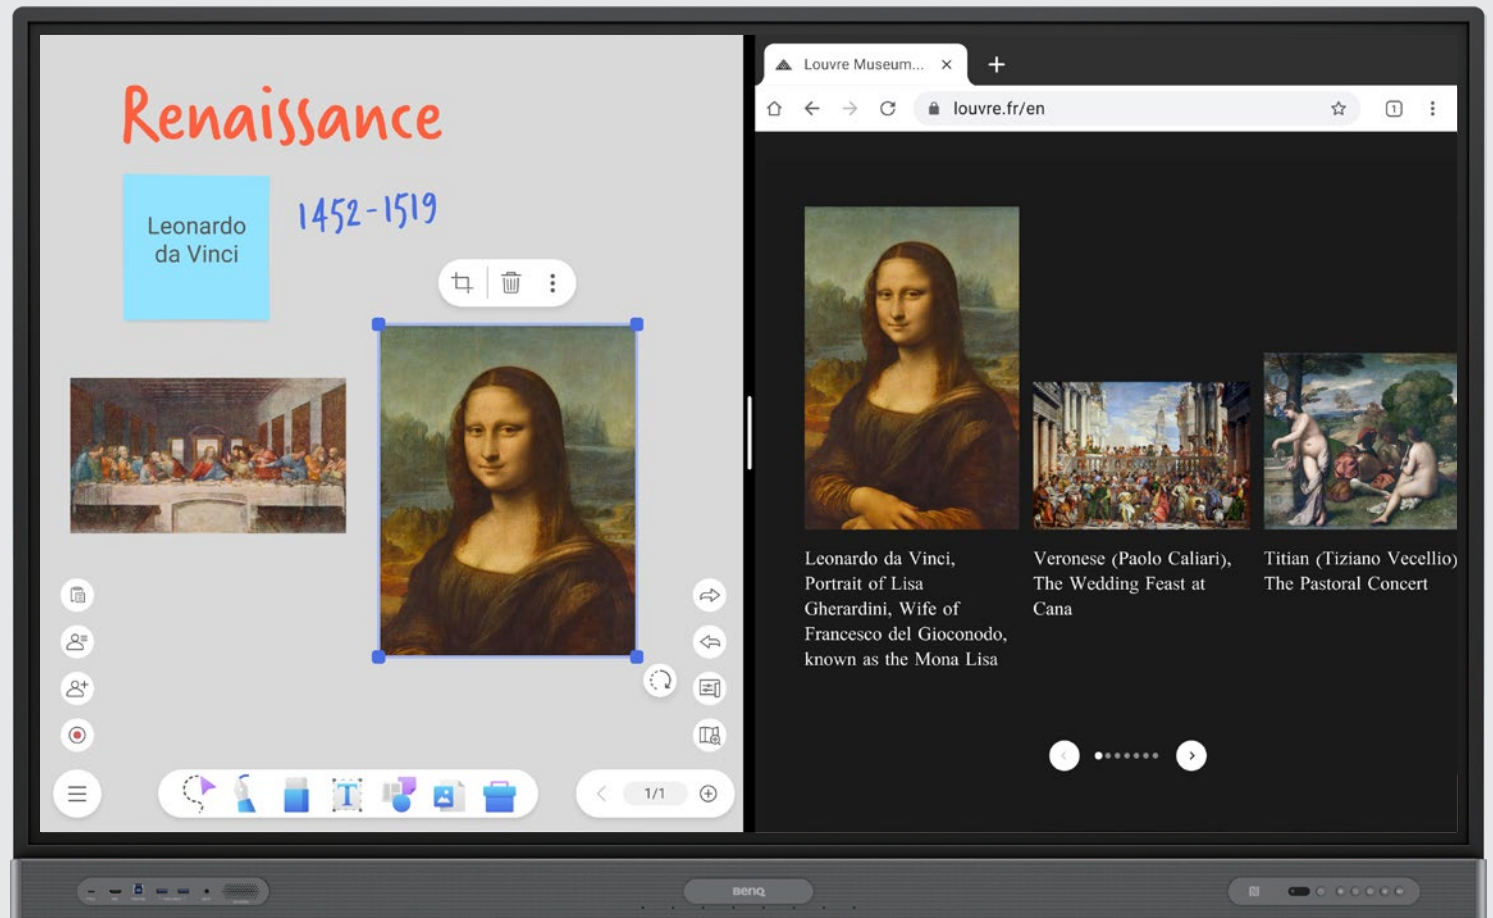 Renaissance
Leonardo
da Vinci
1452-1519
1/1
Louvre Museum...
louvre.fr/en
1
Leonardo da Vinci,
Portrait of Lisa
Gherardini, Wife of
Francesco del Gioconodo,
known as the Mona Lisa
Veronese (Paolo Caliari),
The Wedding Feast at
Cana
Titian (Tiziano Vecellio)
The Pastoral Concert
BenQ